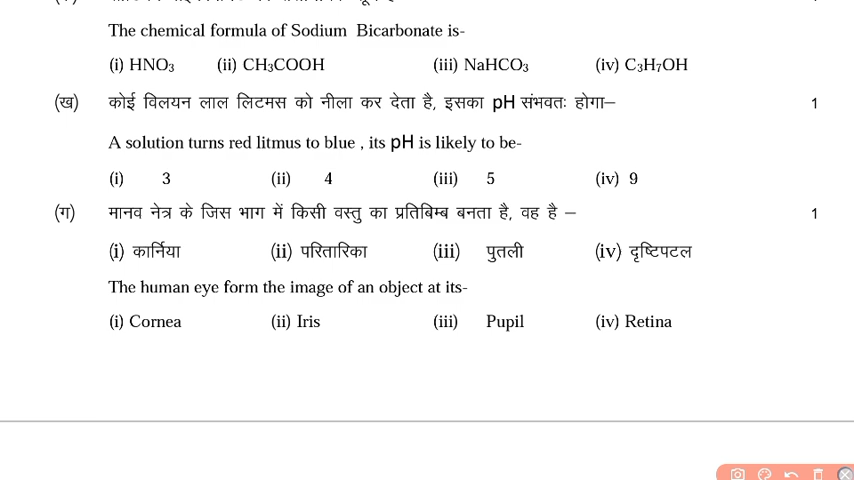 The chemical formula of Sodium Bicarbonate is-
(i) HNO₃ (ii) CH₃COOH (iii) NaHCO₃ (iv) C₃H₇OH
(ख) कोई विलयन लाल लिटमस को नीला कर देता है, इसका pH संभवतः होगा– 1
A solution turns red litmus to blue , its pH is likely to be-
(i) 3 (ii) 4 (iii) 5 (iv) 9
(ग) मानव नेत्र के जिस भाग में किसी वस्तु का प्रतिबिम्ब बनता है, वह है – 1
(i) कार्निया (ii) परितारिका (iii) पुतली (iv) दृष्टिपटल
The human eye form the image of an object at its-
(i) Cornea (ii) Iris (iii) Pupil (iv) Retina